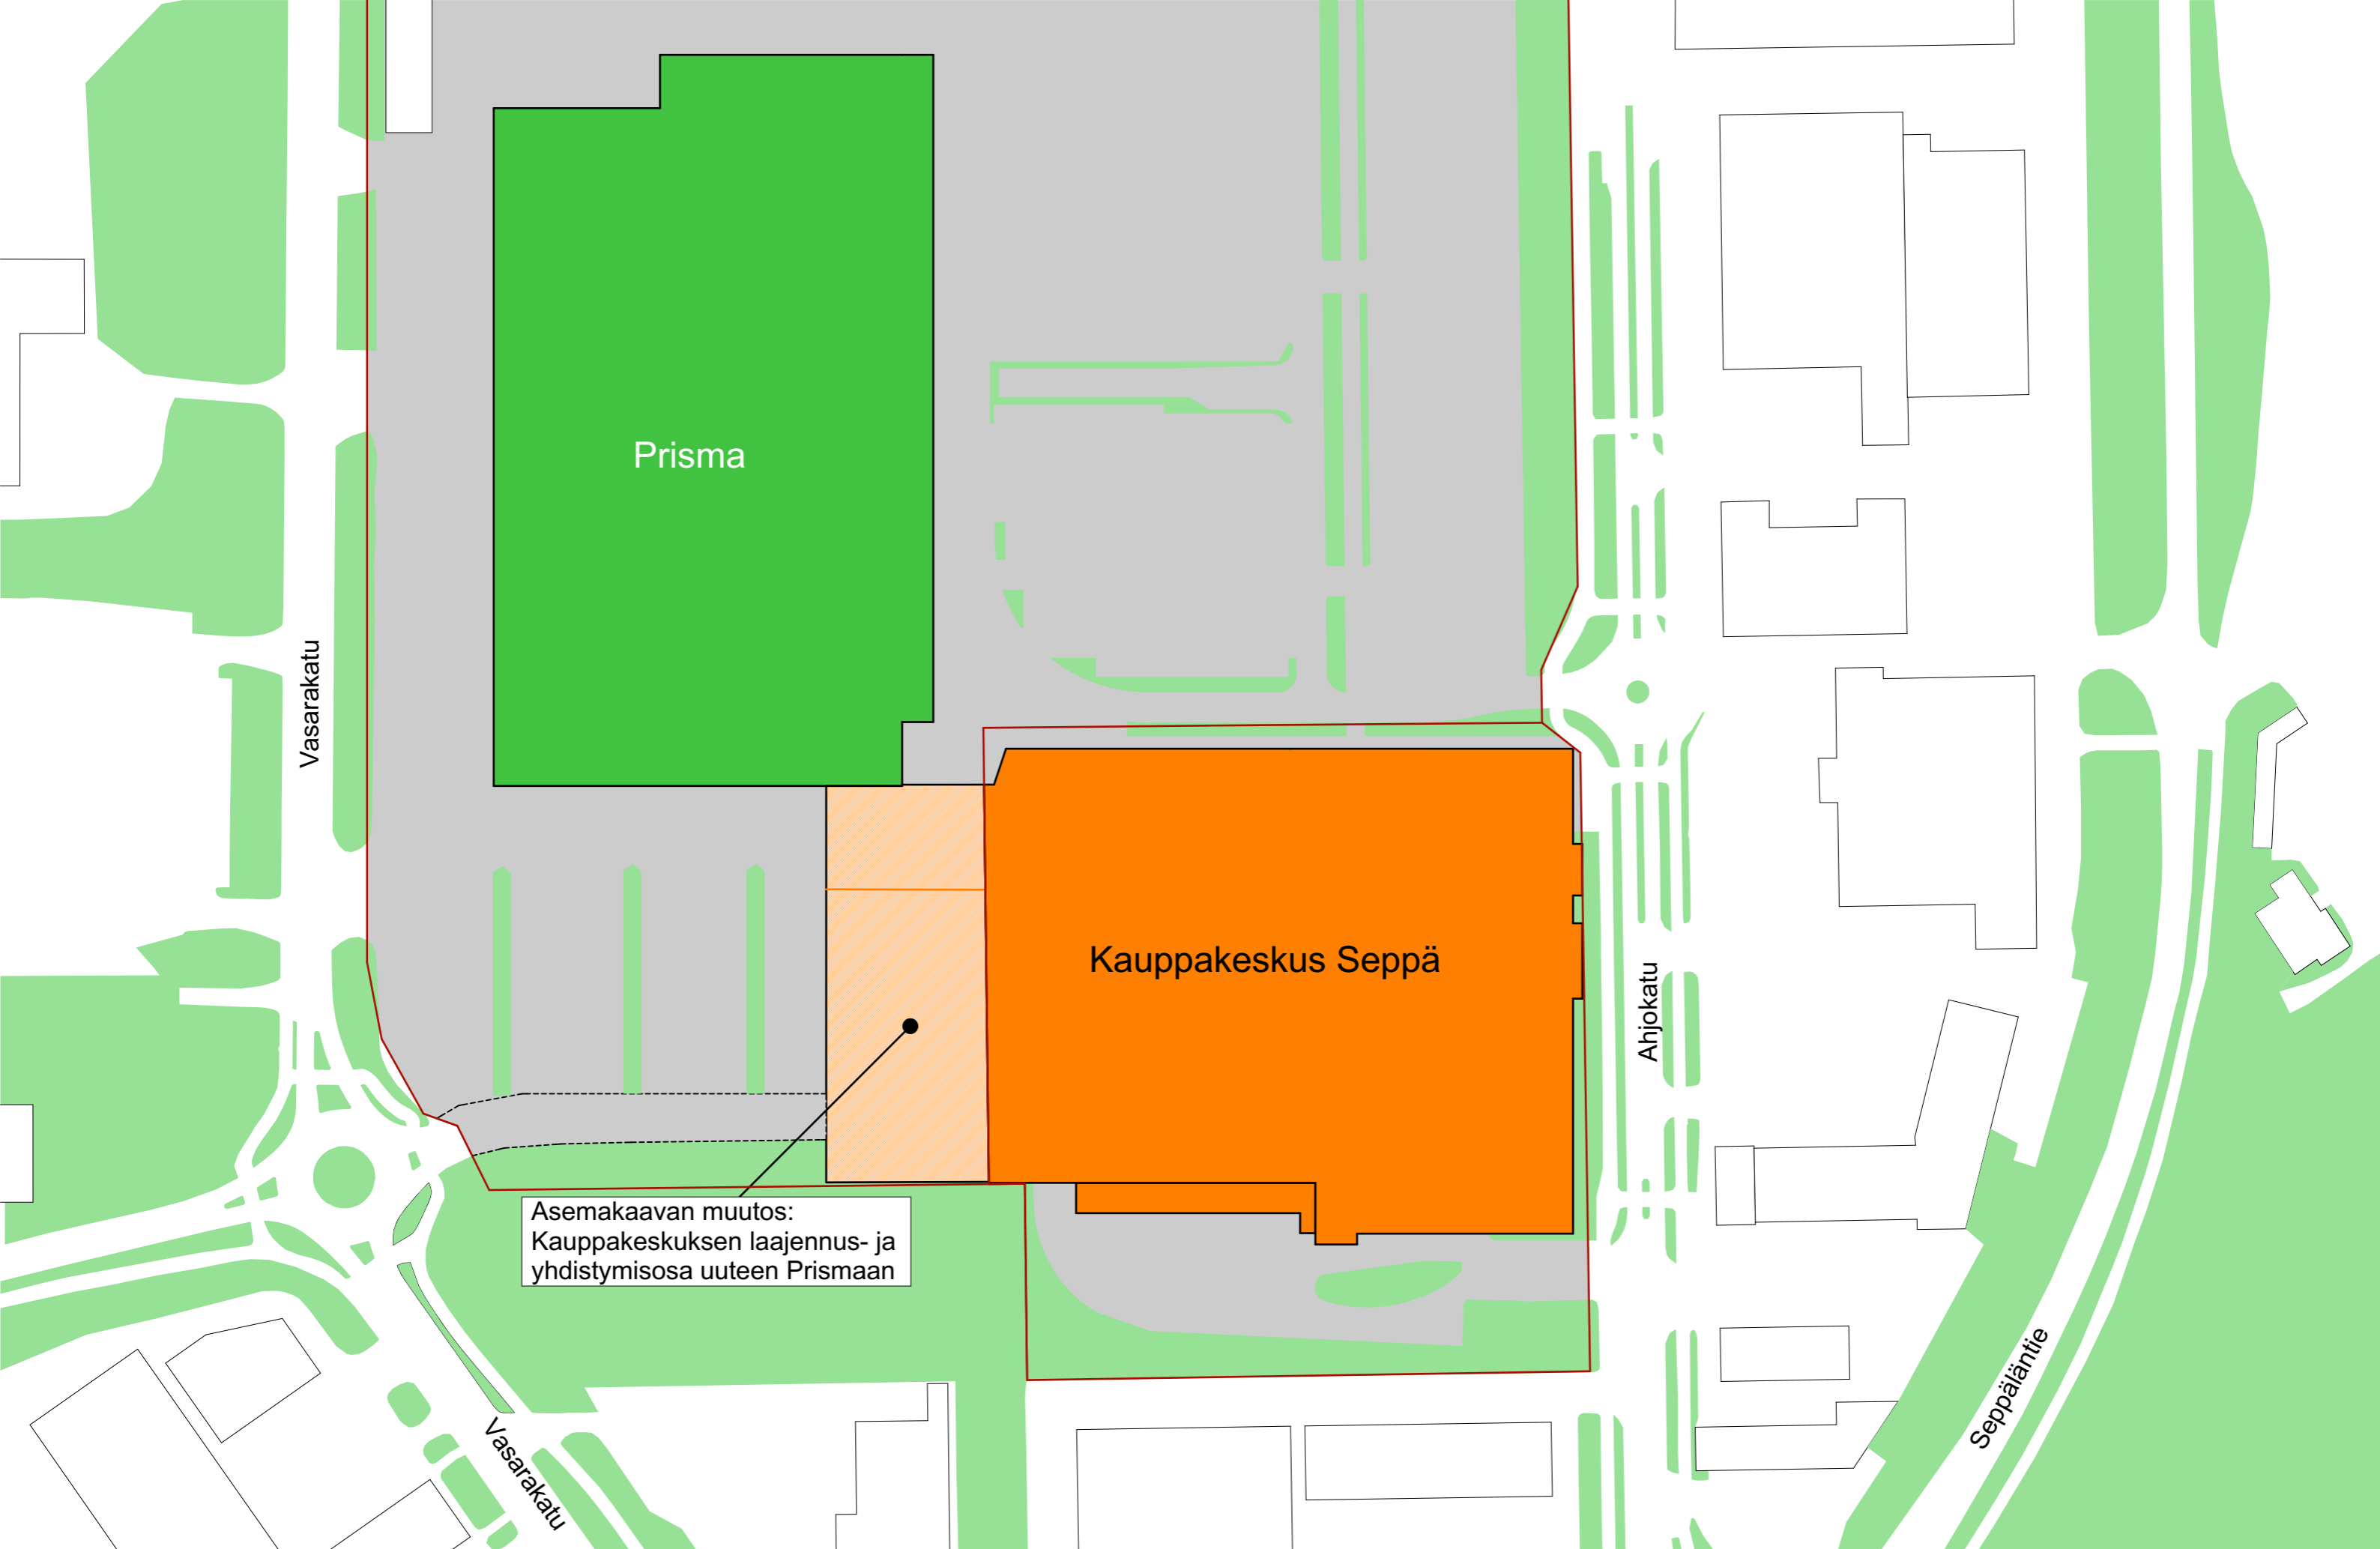 Prisma
Vasarakatu
Kauppakeskus Seppä
Ahjokatu
Asemakaavan muutos:
Kauppakeskuksen laajennus- ja
yhdistymisosa uuteen Prismaan
Seppäläntie
Vasarakatu